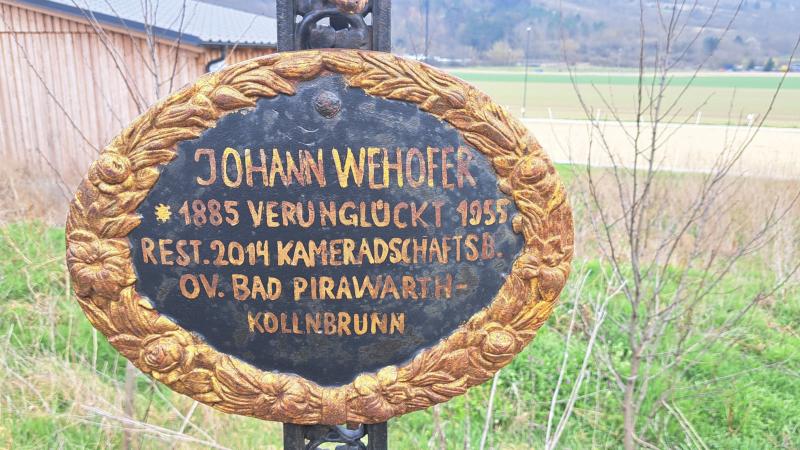 JOHANN WEHOFER
* 1885 VERUNGLÜCKT 1955
REST. 2014 KAMERADSCHAFTSB.
OV. BAD PIRAWARTH-
KOLLNBRUNN